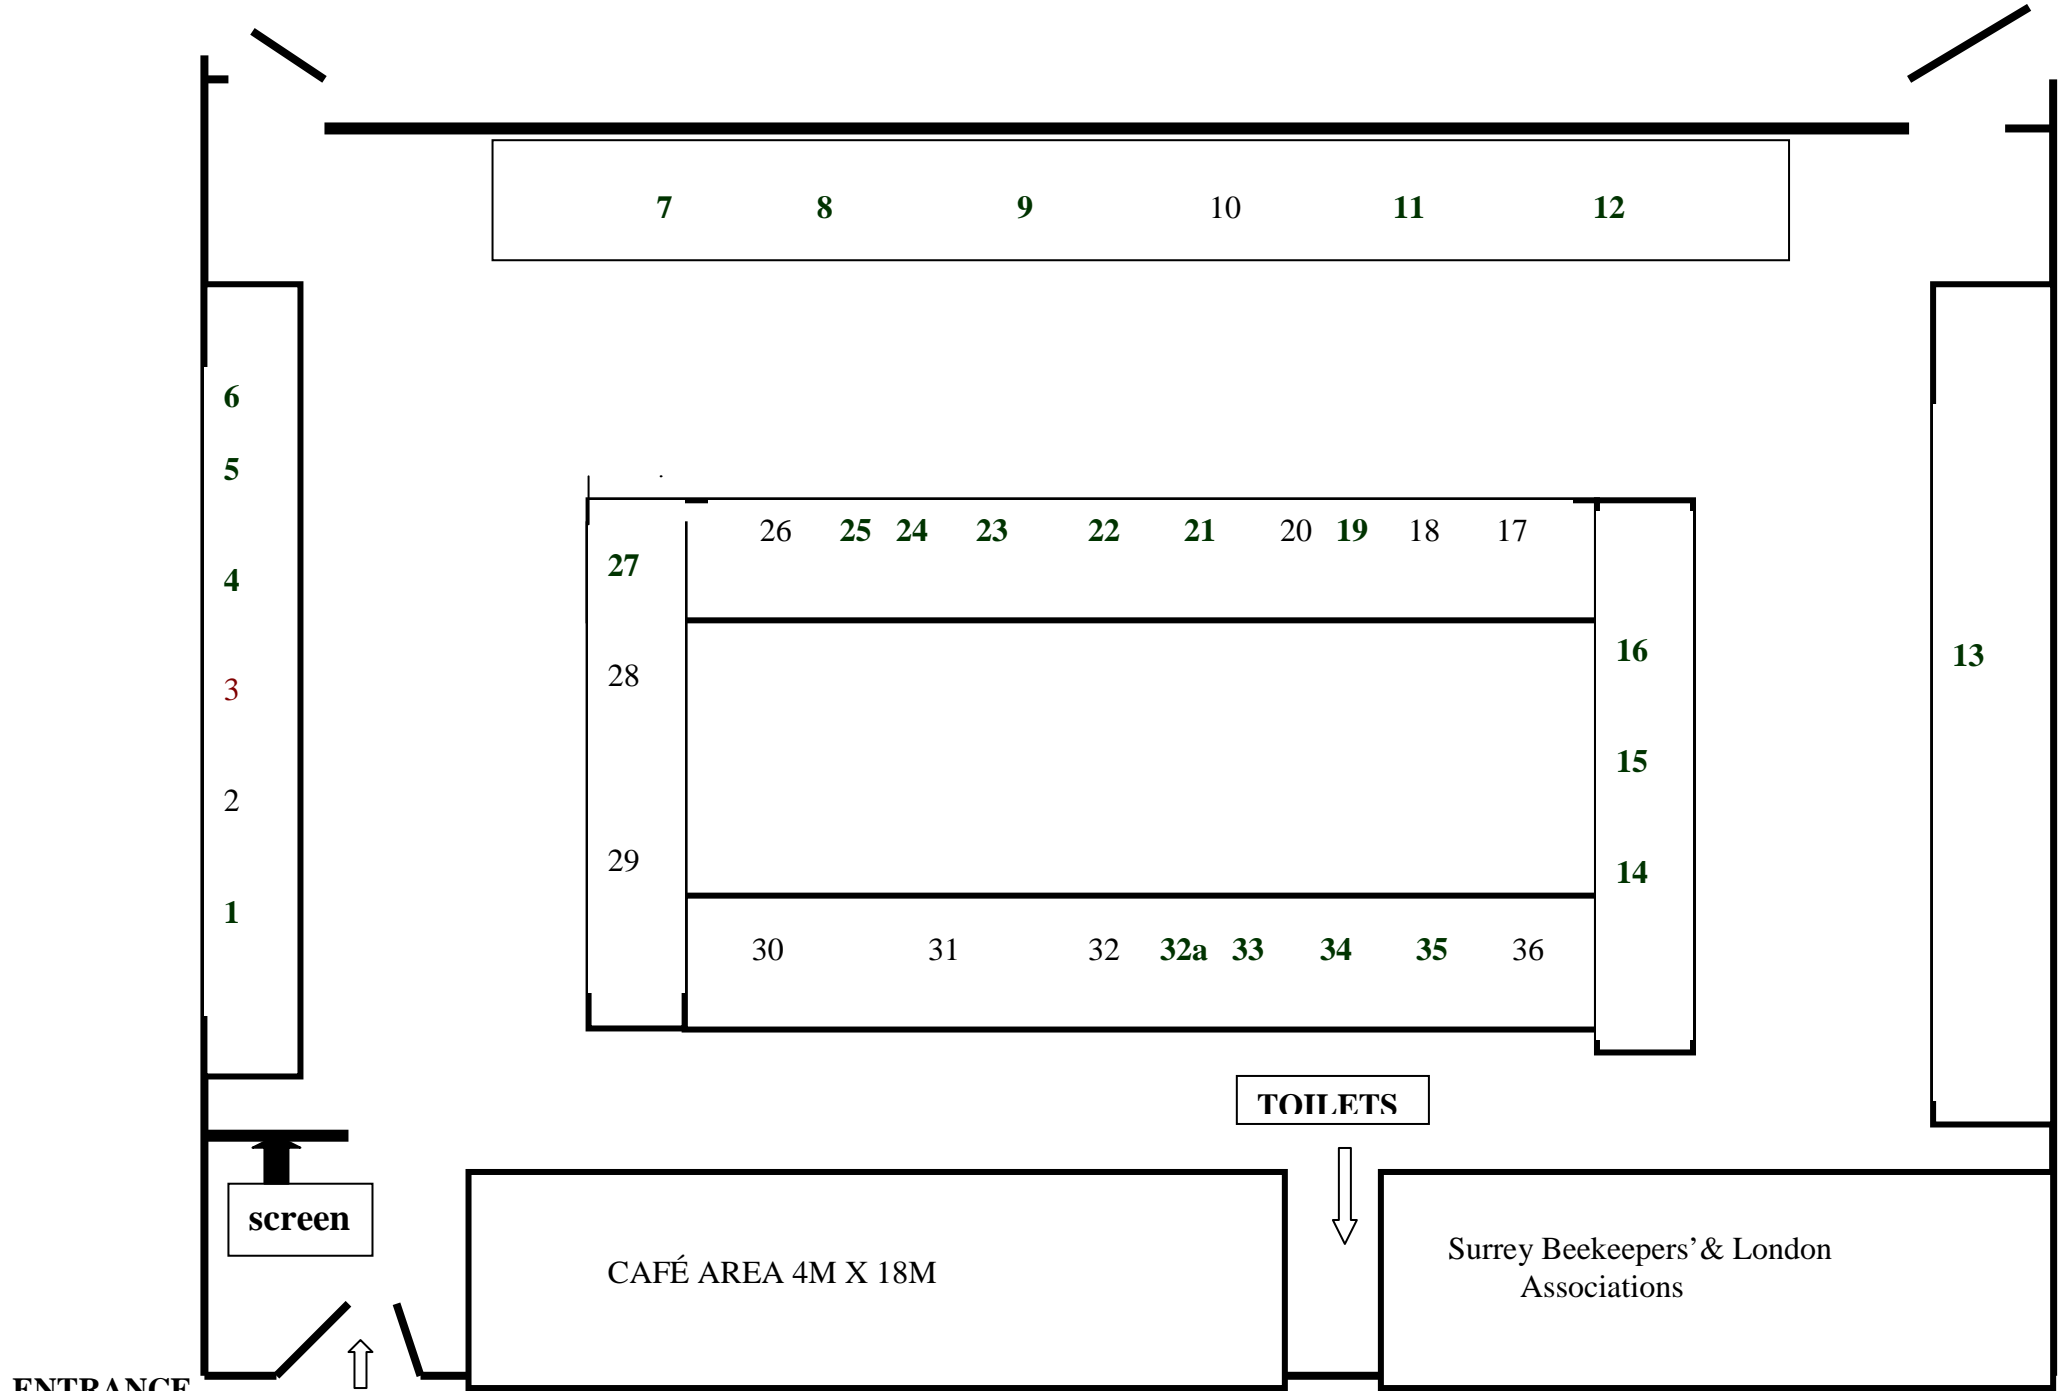 7 8 9 10 11 12
6
5
26 25 24 23 22 21 20 19 18 17
27
4
16
13
28
3
15
2
29
14
1
30 31 32 32a 33 34 35 36
TOILETS
screen
Surrey Beekeepers' & London
Associations
CAFÉ AREA 4M X 18M
ENTRANCE